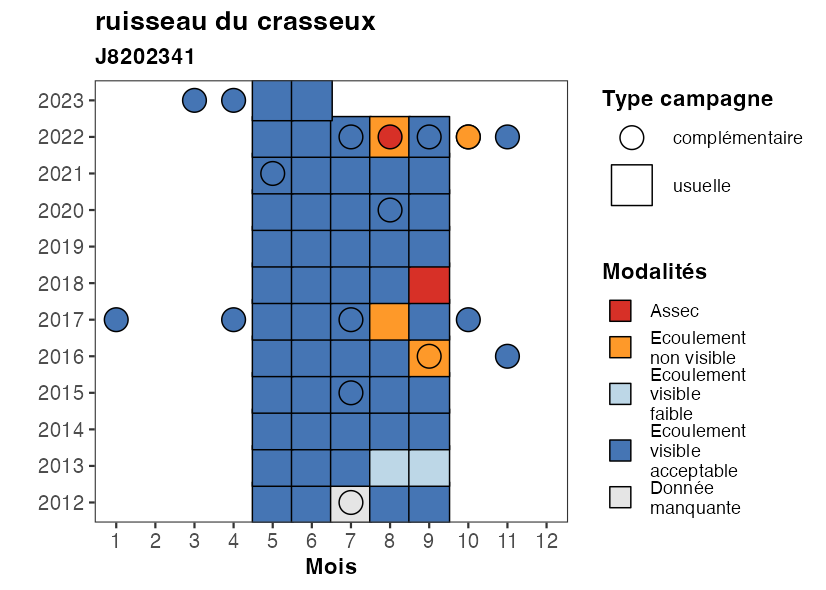 ruisseau du crasseux
J8202341
2023
2022
2021
2020
2019
2018
2017
2016
2015
2014
2013
2012
1 2 3 4 5 6 7 8 9 10 11 12
Mois
Type campagne
complémentaire
usuelle
Modalités
Assec
Ecoulement
non visible
Ecoulement
visible
faible
Ecoulement
visible
acceptable
Donnée
manquante